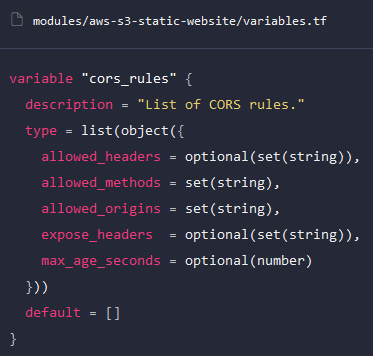 modules/aws-s3-static-website/variables.tf
variable "cors_rules" {
  description = "List of CORS rules."
  type = list(object({
    allowed_headers = optional(set(string)),
    allowed_methods = set(string),
    allowed_origins = set(string),
    expose_headers  = optional(set(string)),
    max_age_seconds = optional(number)
  }))
  default = []
}